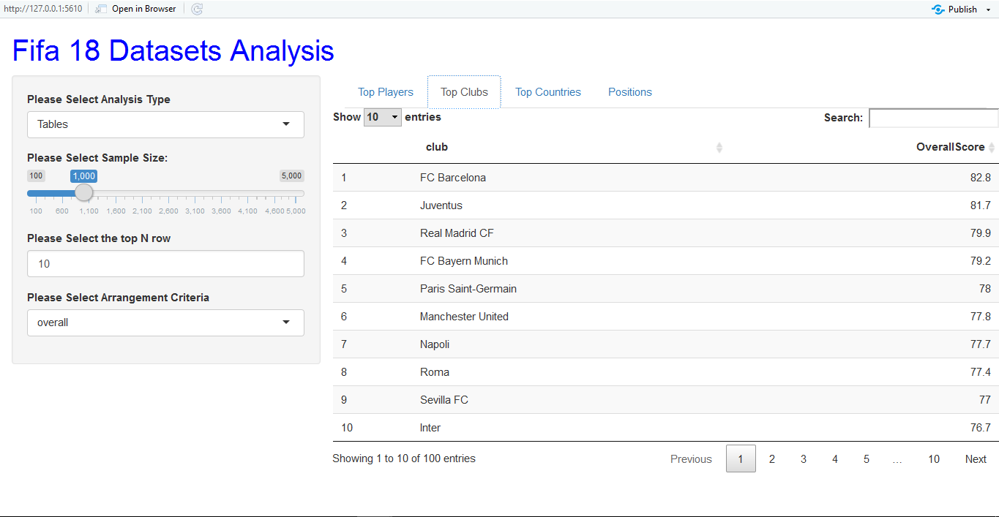 http://127.0.0.1:5610 Open in Browser Publish
Fifa 18 Datasets Analysis
Please Select Analysis Type
Tables
Please Select Sample Size:
100 1,000 5,000
100 600 1,100 1,600 2,100 2,600 3,100 3,600 4,100 4,600 5,000
Please Select the top N row
10
Please Select Arrangement Criteria
overall
Top Players Top Clubs Top Countries Positions
Show 10 entries Search:
club OverallScore
1 FC Barcelona 82.8
2 Juventus 81.7
3 Real Madrid CF 79.9
4 FC Bayern Munich 79.2
5 Paris Saint-Germain 78
6 Manchester United 77.8
7 Napoli 77.7
8 Roma 77.4
9 Sevilla FC 77
10 Inter 76.7
Showing 1 to 10 of 100 entries Previous 1 2 3 4 5 … 10 Next